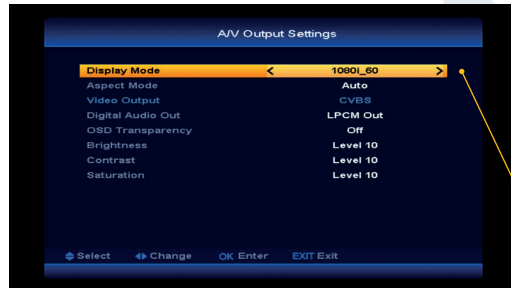 A/V Output Settings
Display Mode < 1080i_60 >
Aspect Mode Auto
Video Output CVBS
Digital Audio Out LPCM Out
OSD Transparency Off
Brightness Level 10
Contrast Level 10
Saturation Level 10
Select Change OK Enter EXIT Exit